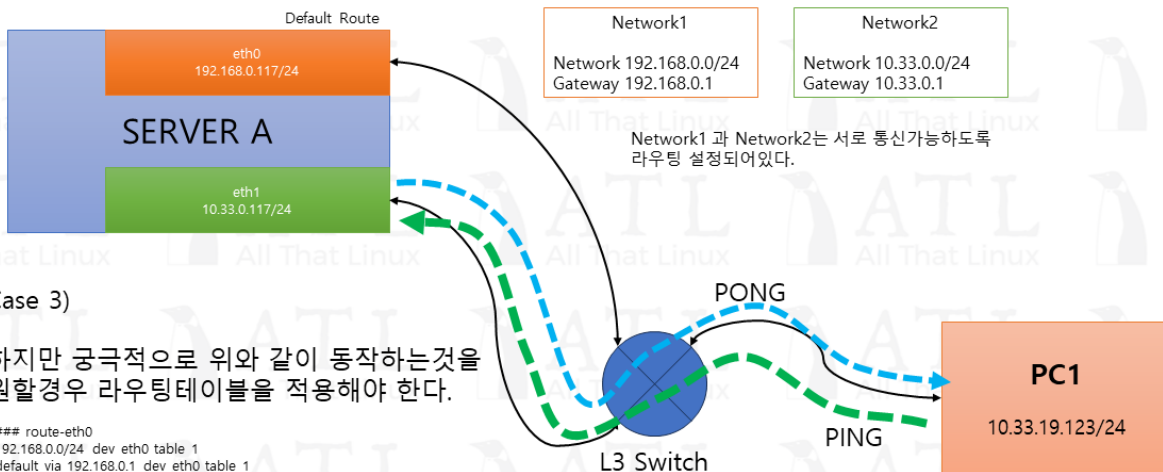 Default Route
eth0
192.168.0.117/24
SERVER A
eth1
10.33.0.117/24
Network1
Network 192.168.0.0/24
Gateway 192.168.0.1
Network2
Network 10.33.0.0/24
Gateway 10.33.0.1
Network1 과 Network2는 서로 통신가능하도록
라우팅 설정되어있다.
Case 3)
하지만 궁극적으로 위와 같이 동작하는것을
원할경우 라우팅테이블을 적용해야 한다.
### route-eth0
192.168.0.0/24 dev eth0 table 1
default via 192.168.0.1 dev eth0 table 1
PONG
PING
L3 Switch
PC1
10.33.19.123/24
ATL
All That Linux